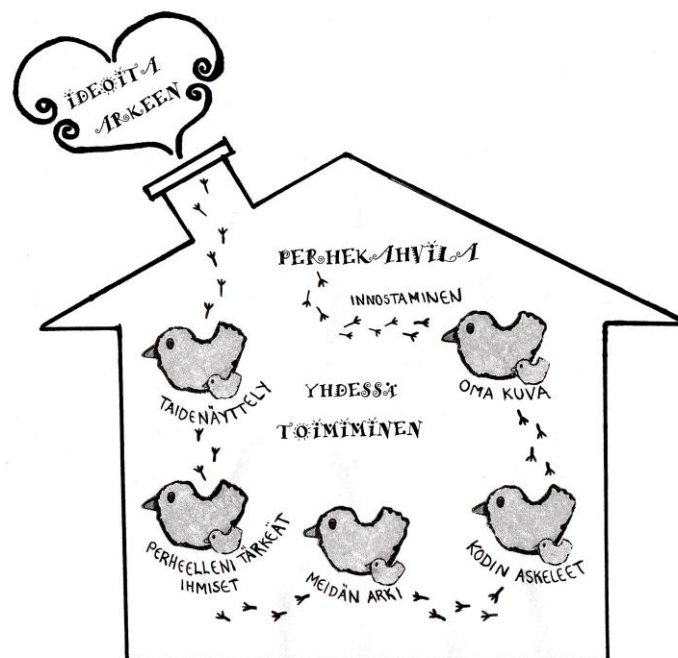 IDEOITA
ARKEEN
PERHEKAHVILA
INNOSTAMINEN
TAIDENÄYTTELY
OMA KUVA
YHDESSÄ
TOIMIMINEN
PERHEELLENI TÄRKEÄT
IHMISET
MEIDÄN ARKI
KODIN ASKELEET